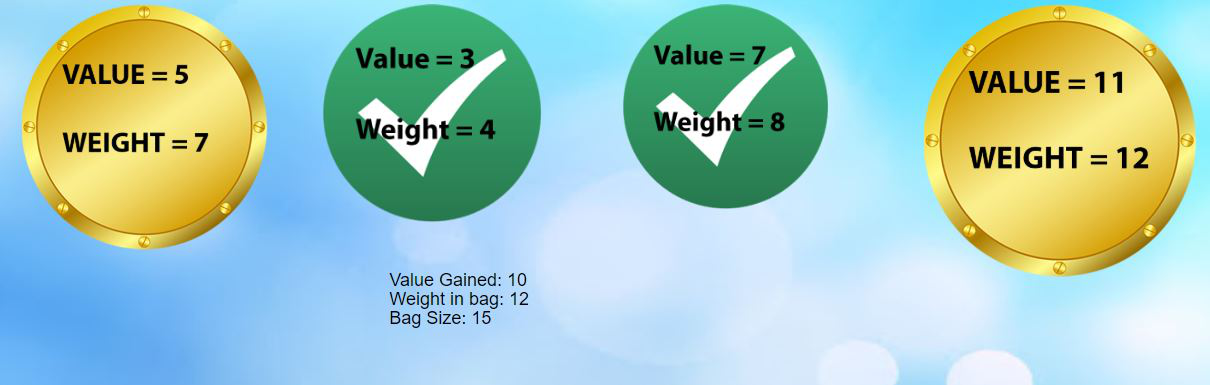 VALUE = 5
WEIGHT = 7
Value = 3
Weight = 4
Value = 7
Weight = 8
VALUE = 11
WEIGHT = 12
Value Gained: 10
Weight in bag: 12
Bag Size: 15